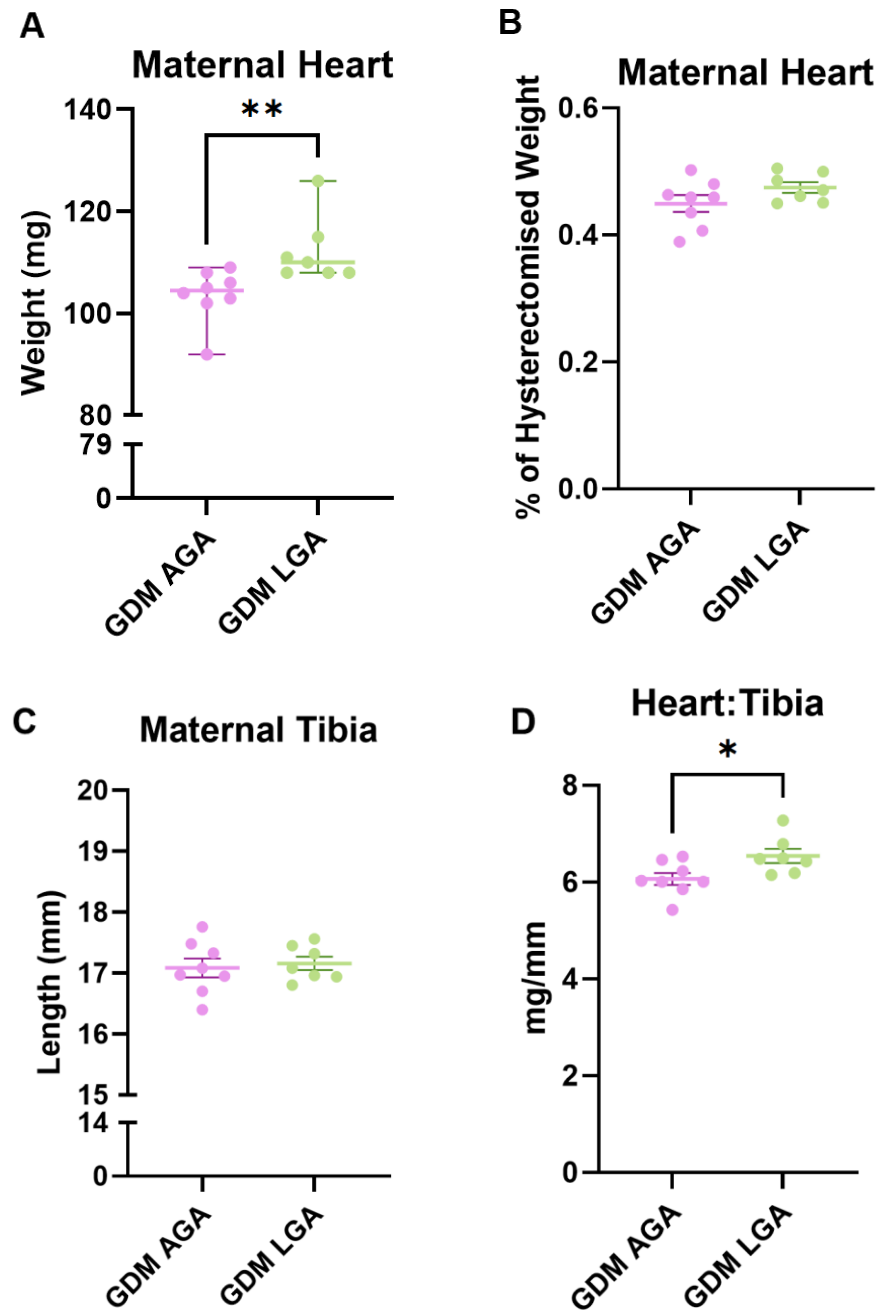 A
Maternal Heart
**
Weight (mg)
140
120
100
80
79
0
GDM AGA
GDM LGA
B
Maternal Heart
% of Hysterectomised Weight
0.6
0.4
0.2
0.0
GDM AGA
GDM LGA
C
Maternal Tibia
Length (mm)
20
19
18
17
16
15
14
0
GDM AGA
GDM LGA
D
Heart:Tibia
*
mg/mm
8
6
4
2
0
GDM AGA
GDM LGA